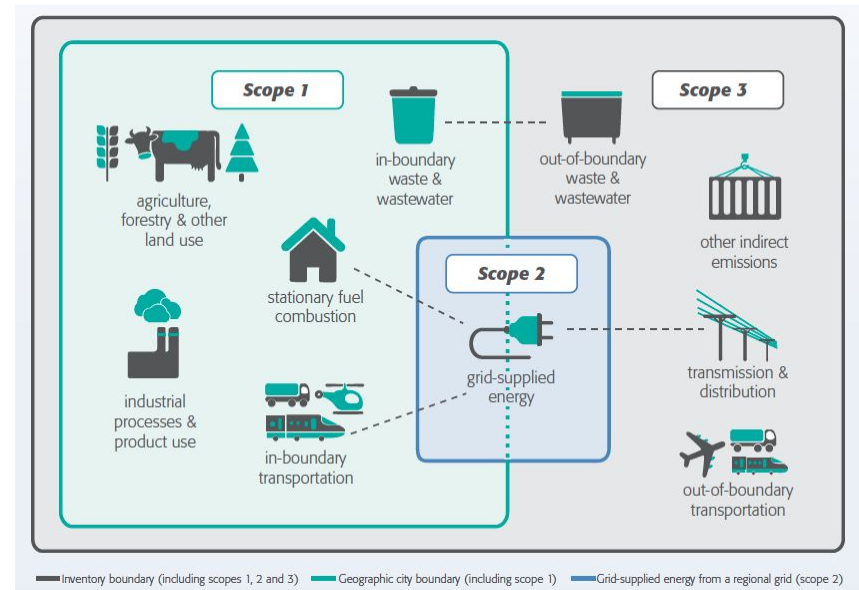 Scope 1
Scope 3
in-boundary
waste &
wastewater
out-of-boundary
waste &
wastewater
agriculture,
forestry & other
land use
other indirect
emissions
Scope 2
stationary fuel
combustion
grid-supplied
energy
transmission &
distribution
industrial
processes &
product use
in-boundary
transportation
out-of-boundary
transportation
Inventory boundary (including scopes 1, 2 and 3)
Geographic city boundary (including scope 1)
Grid-supplied energy from a regional grid (scope 2)